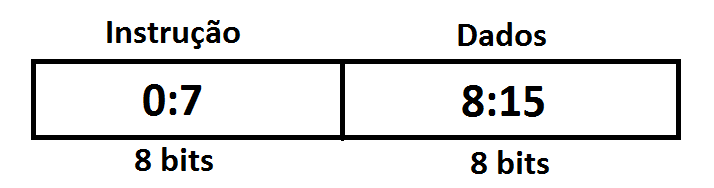 Instrução Dados
0:7 8:15
8 bits 8 bits